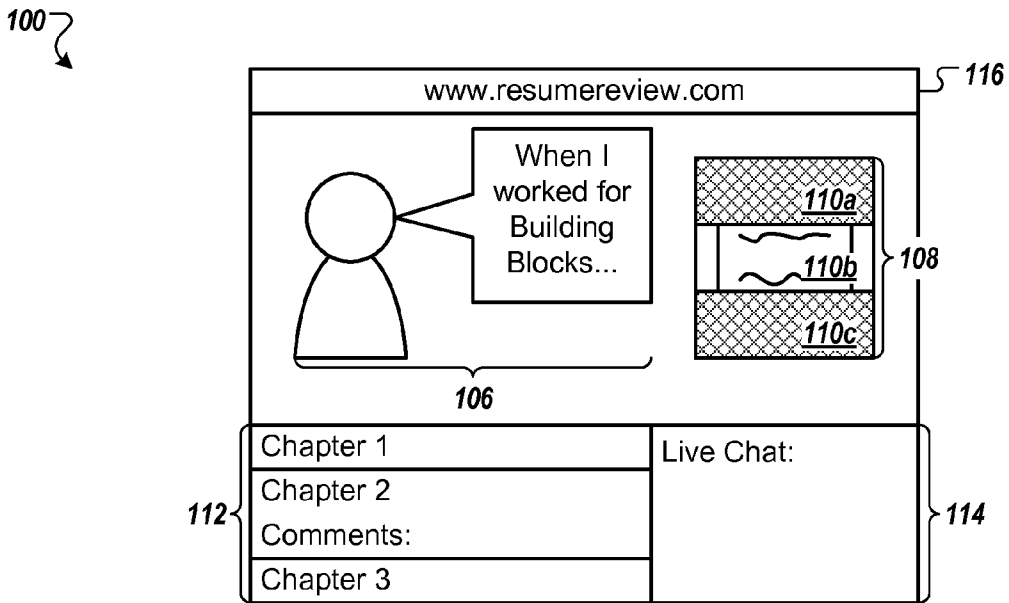 100
116
www.resumereview.com
When I
worked for
Building
Blocks...
110a
110b
108
110c
106
Chapter 1
Live Chat:
Chapter 2
112
114
Comments:
Chapter 3